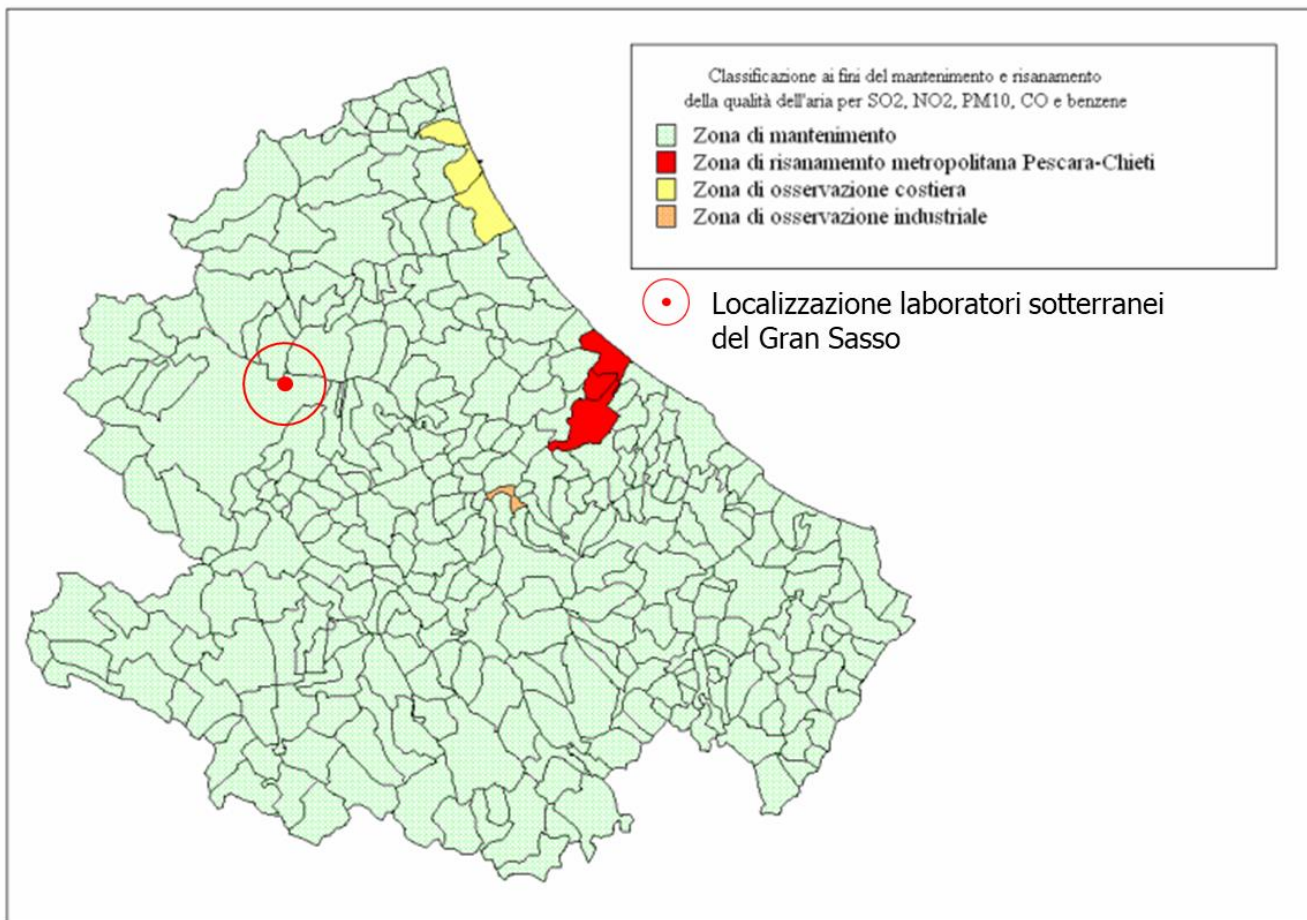 Classificazione ai fini del mantenimento e risanamento
della qualità dell'aria per SO2, NO2, PM10, CO e benzene
Zona di mantenimento
Zona di risanamemto metropolitana Pescara-Chieti
Zona di osservazione costiera
Zona di osservazione industriale
Localizzazione laboratori sotterranei
del Gran Sasso